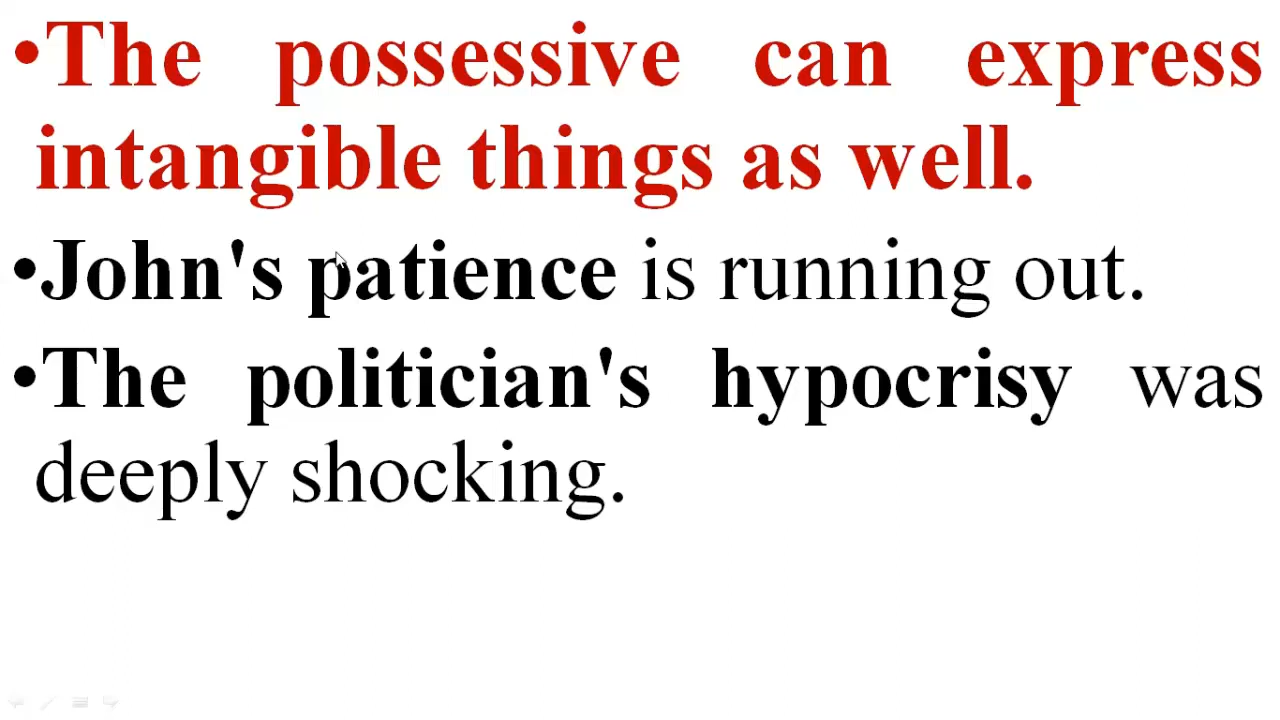 •The possessive can express
intangible things as well.
•John's patience is running out.
•The politician's hypocrisy was
deeply shocking.